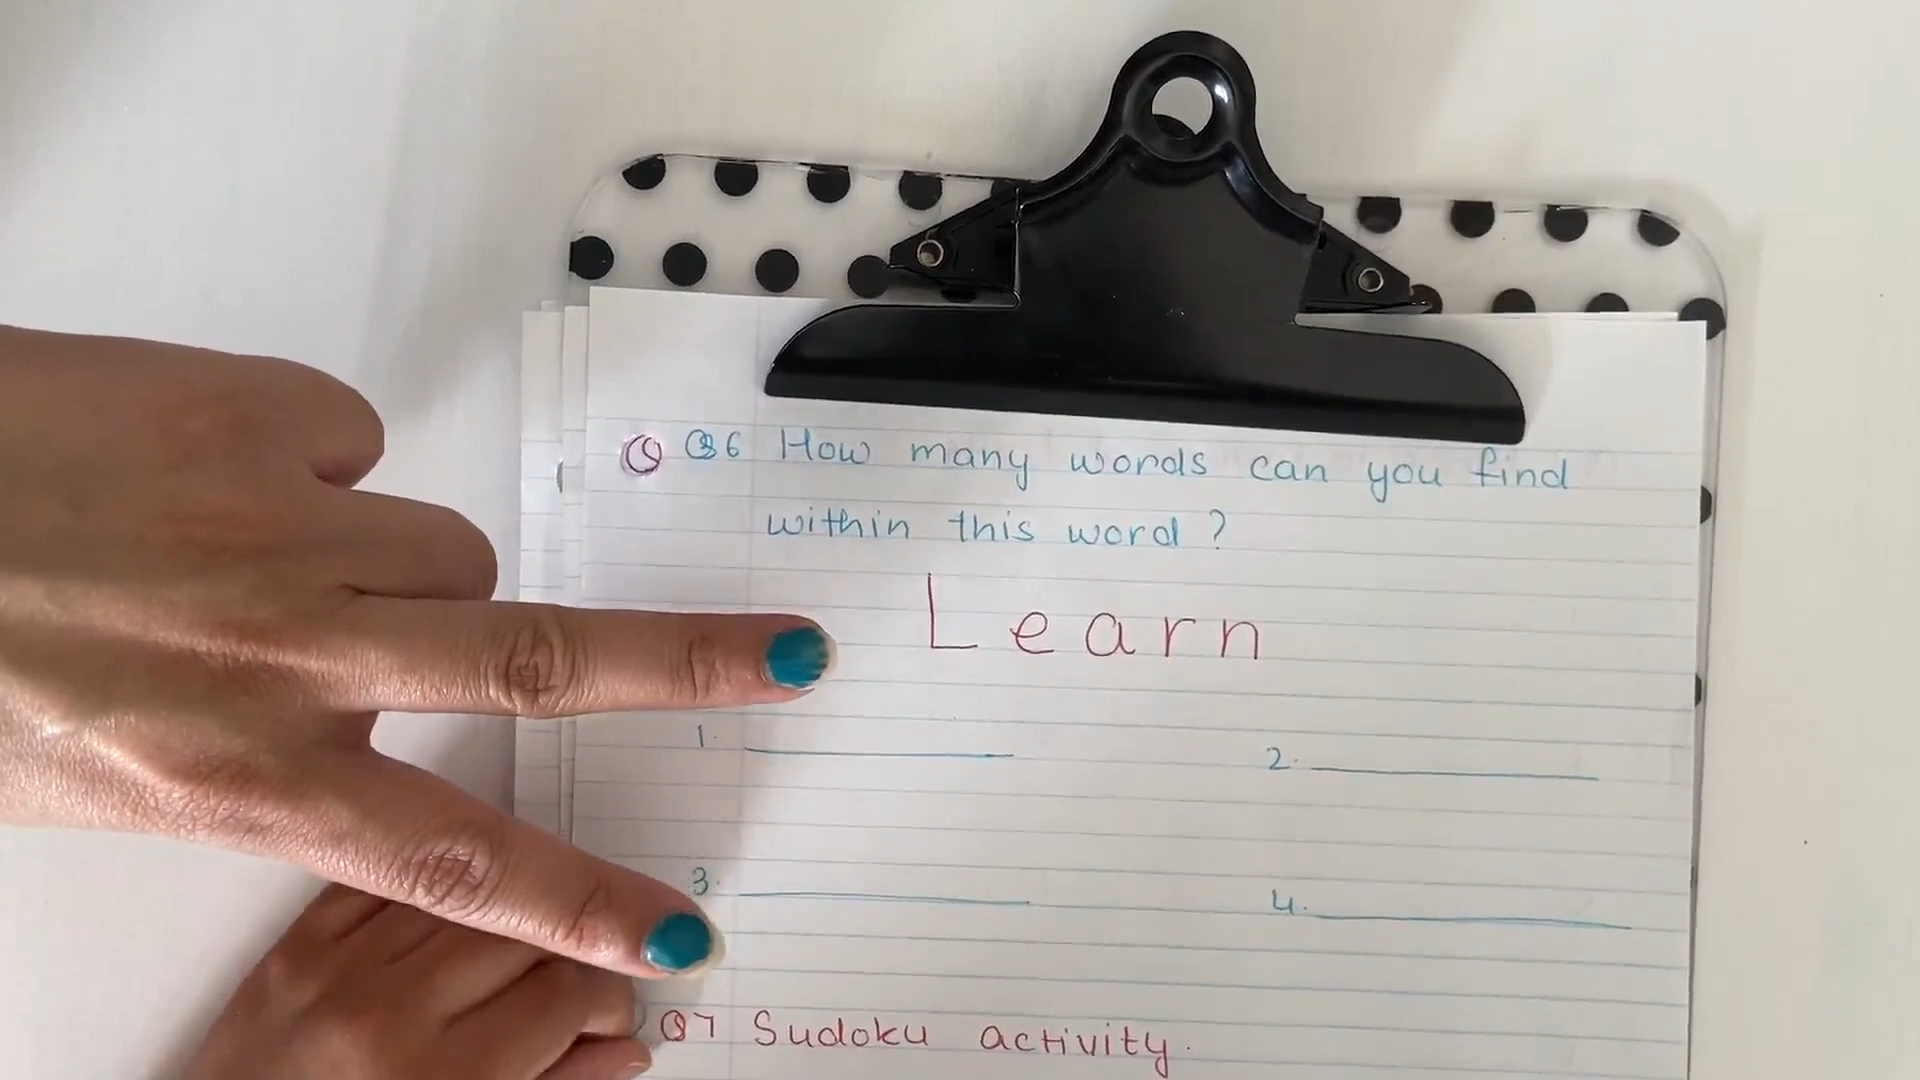 Q Q6 How many words can you find
within this word?
Learn
1. 2.
3. 4.
Q7 Sudoku activity.